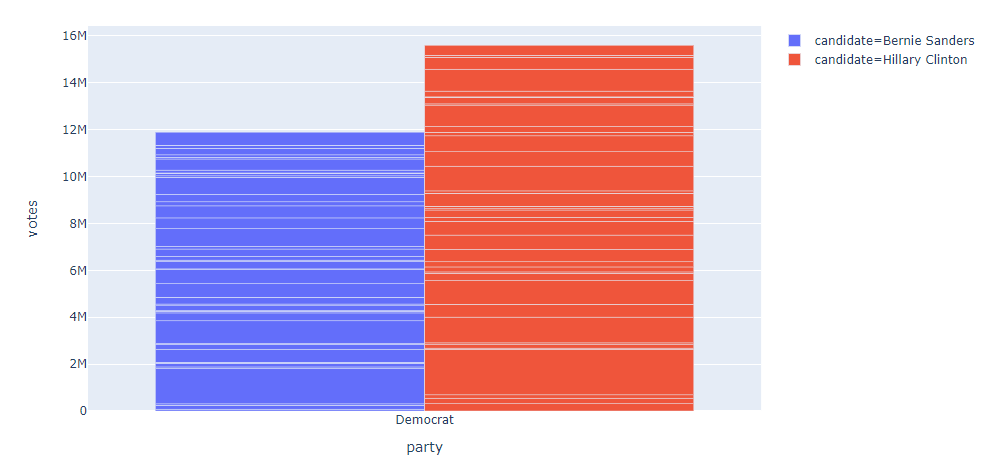 16M
14M
12M
10M
8M
6M
4M
2M
0
votes
Democrat
party
candidate=Bernie Sanders
candidate=Hillary Clinton